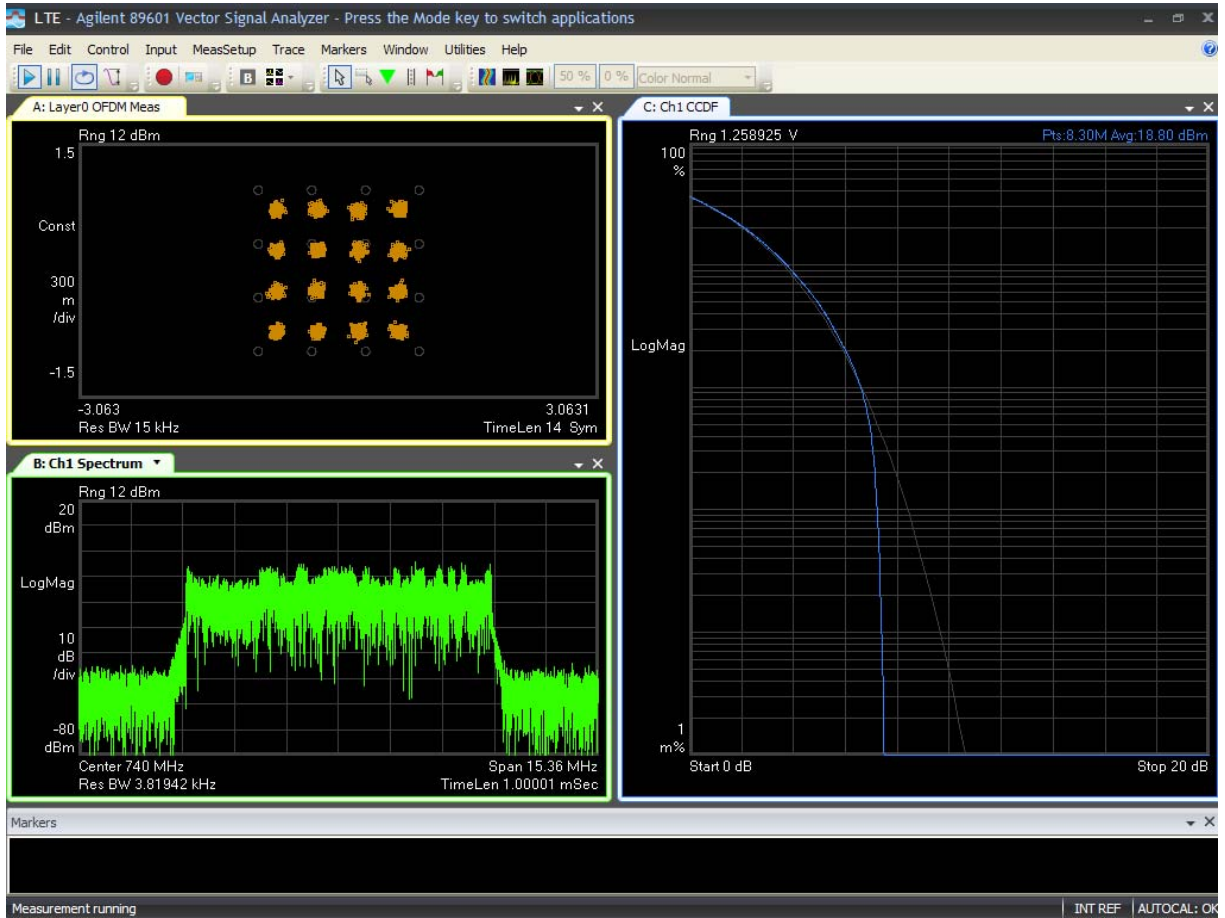 LTE - Agilent 89601 Vector Signal Analyzer - Press the Mode key to switch applications
File Edit Control Input MeasSetup Trace Markers Window Utilities Help
B 50 % 0 % Color Normal
A: Layer0 OFDM Meas
Rng 12 dBm
1.5
Const
300
m
/div
-1.5
-3.063 3.0631
Res BW 15 kHz TimeLen 14 Sym
B: Ch1 Spectrum
Rng 12 dBm
20
dBm
LogMag
10
dB
/div
-80
dBm
Center 740 MHz Span 15.36 MHz
Res BW 3.81942 kHz TimeLen 1.00001 mSec
C: Ch1 CCDF
Rng 1.258925 V Pts:8.30M Avg:18.80 dBm
100
%
LogMag
1
m%
Start 0 dB Stop 20 dB
Markers
Measurement running INT REF AUTOCAL: OK